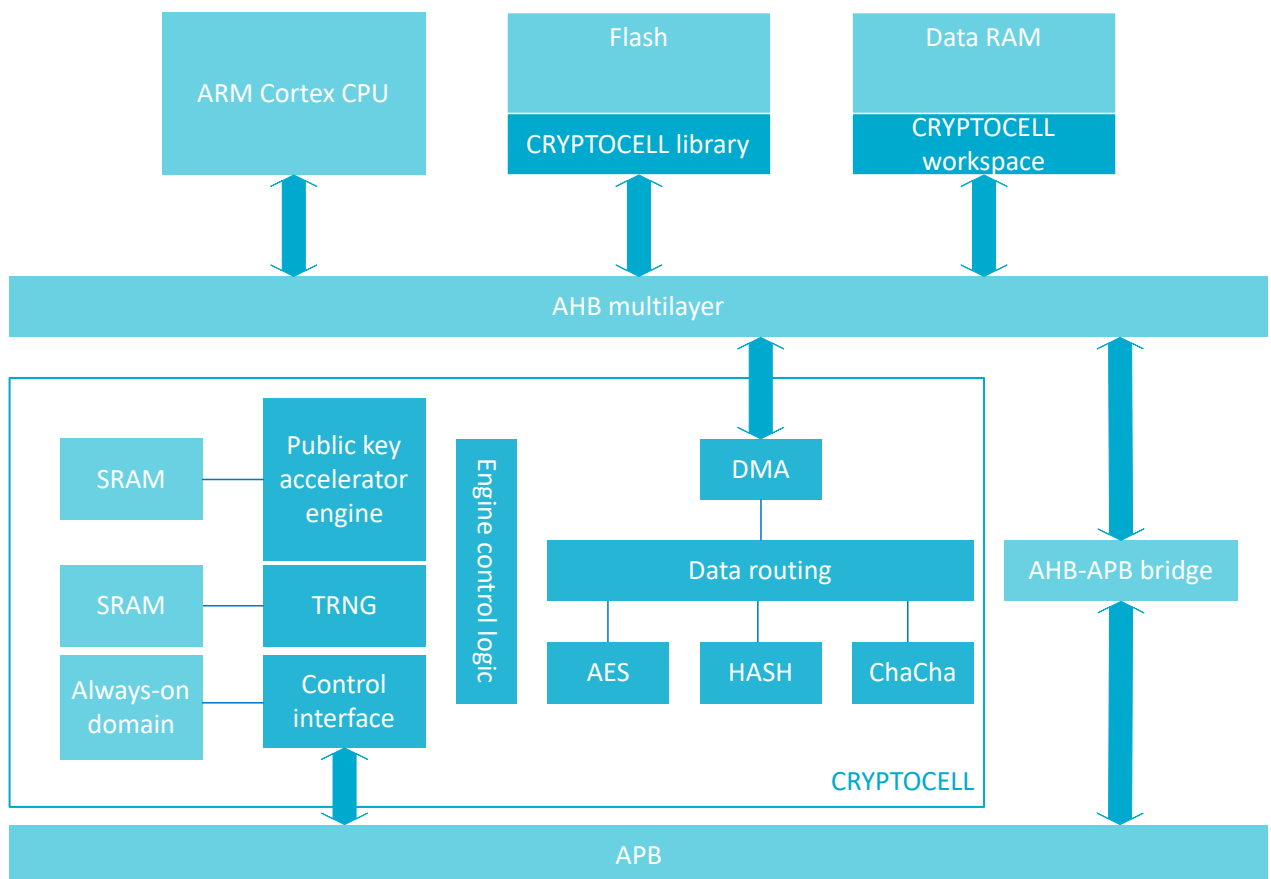 ARM Cortex CPU
Flash
CRYPTOCELL library
Data RAM
CRYPTOCELL
workspace
AHB multilayer
SRAM
Public key
accelerator
engine
SRAM
TRNG
Always-on
domain
Control
interface
Engine control logic
DMA
Data routing
AES
HASH
ChaCha
AHB-APB bridge
CRYPTOCELL
APB